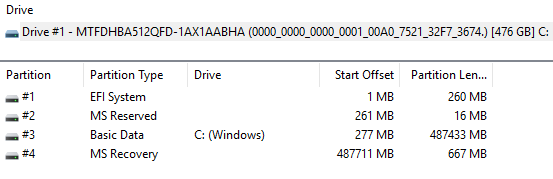 Drive
Drive #1 - MTFDHBA512QFD-1AX1AABHA (0000_0000_0000_0001_00A0_7521_32F7_3674.) [476 GB] C:
Partition Partition Type Drive Start Offset Partition Len...
#1 EFI System 1 MB 260 MB
#2 MS Reserved 261 MB 16 MB
#3 Basic Data C: (Windows) 277 MB 487433 MB
#4 MS Recovery 487711 MB 667 MB